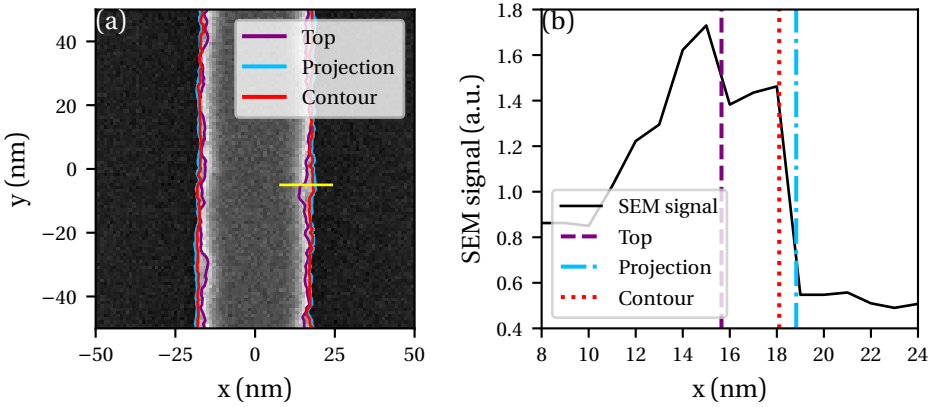 (a)
Top
Projection
Contour
y (nm)
40
20
0
−20
−40
−50
−25
0
25
50
x (nm)
(b)
SEM signal (a.u.)
1.8
1.6
1.4
1.2
1.0
0.8
0.6
0.4
SEM signal
Top
Projection
Contour
8
10
12
14
16
18
20
22
24
x (nm)